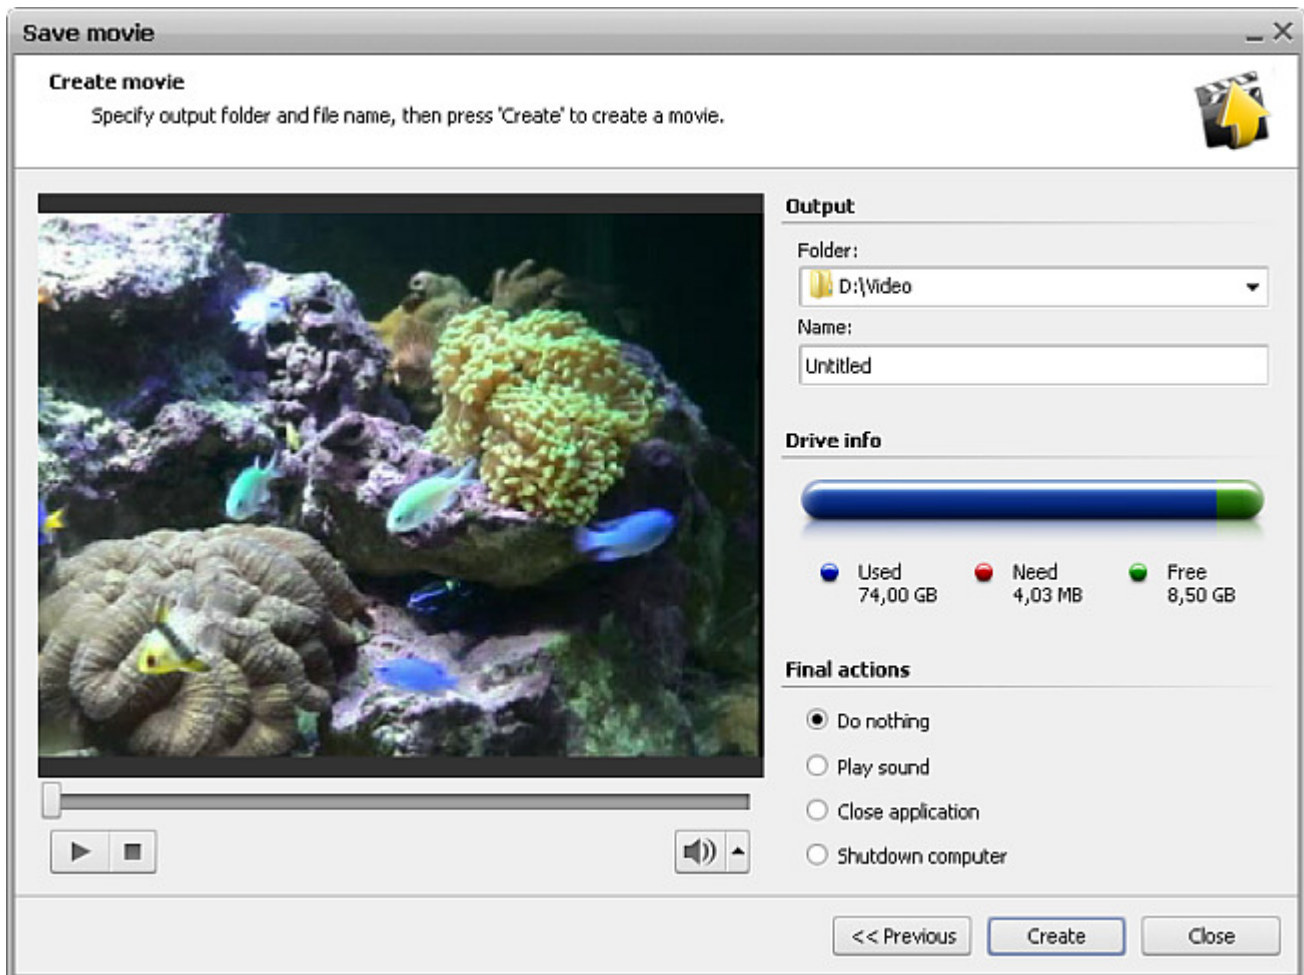 Save movie
Create movie
Specify output folder and file name, then press 'Create' to create a movie.
Output
Folder:
D:\Video
Name:
Untitled
Drive info
Used
74,00 GB
Need
4,03 MB
Free
8,50 GB
Final actions
Do nothing
Play sound
Close application
Shutdown computer
<< Previous
Create
Close